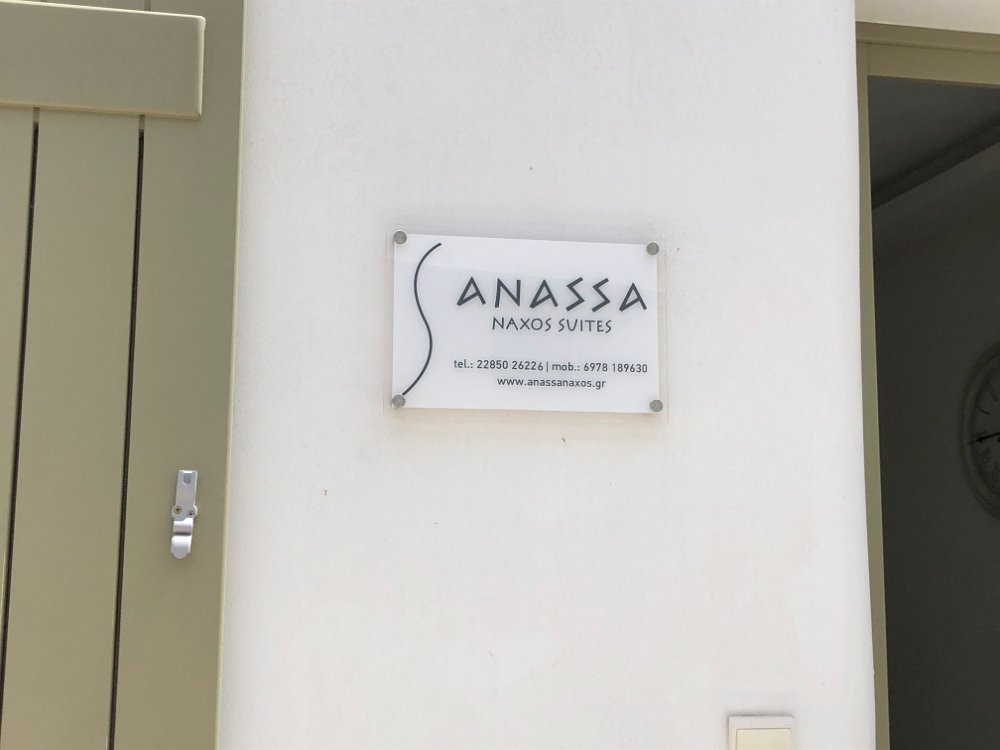 ANASSA
NAXOS SUITES
tel.: 22850 26226 | mob.: 6978 189630
www.anassanaxos.gr